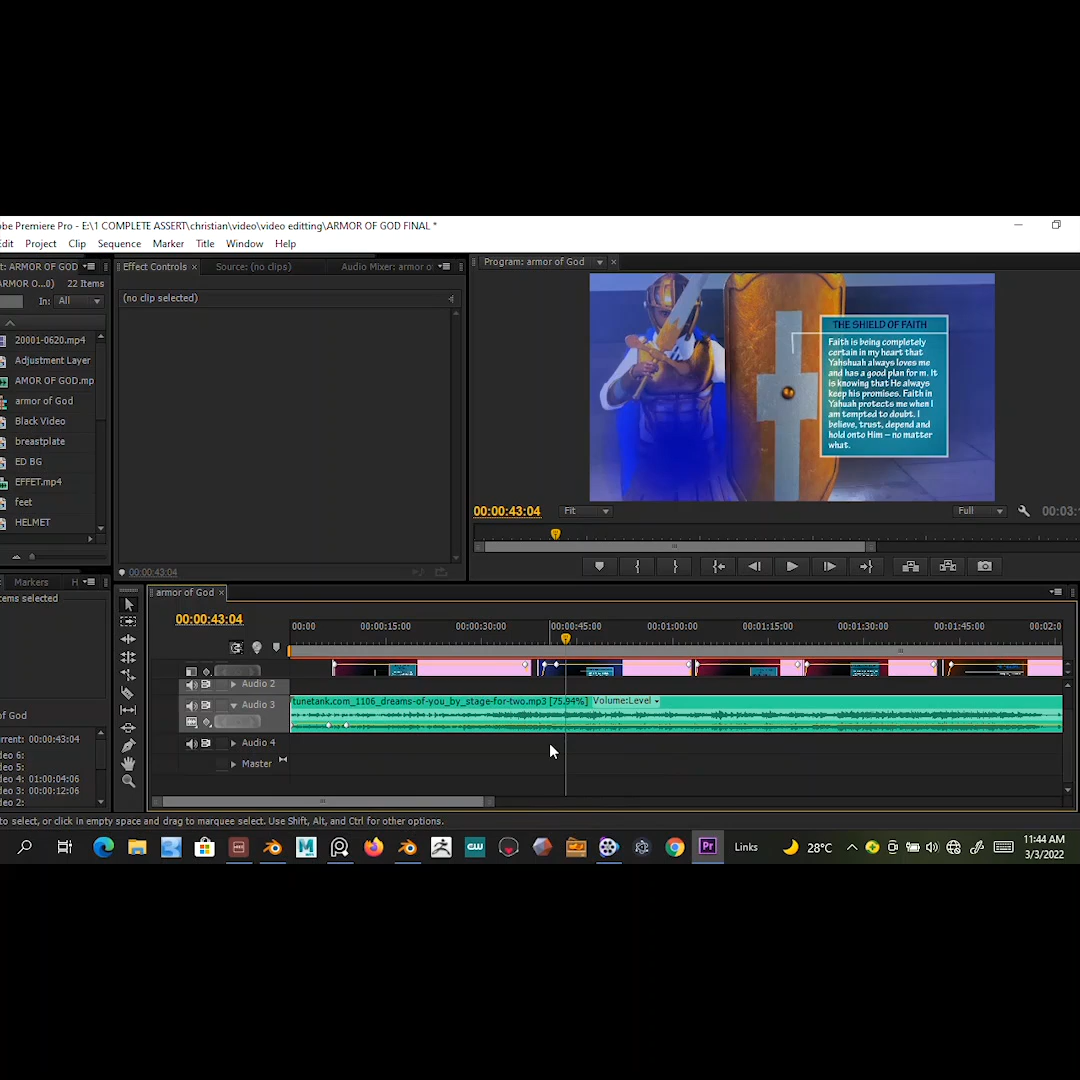 be Premiere Pro - E:\1 COMPLETE ASSERT\christian\video\video editting\ARMOR OF GOD FINAL *
Edit Project Clip Sequence Marker Title Window Help
t: ARMOR OF GOD
ARMOR O...0) 22 Items
In: All
20001-0620.mp4
Adjustment Layer
AMOR OF GOD.mp
armor of God
Black Video
breastplate
ED BG
EFFET.mp4
feet
HELMET
Effect Controls × Source: (no clips) Audio Mixer: armor o
(no clip selected)
00:00:43:04
Program: armor of God ×
THE SHIELD OF FAITH
Faith is being completely
certain in my heart that
Yahshuah always loves me
and has a good plan for m. It
is knowing that He always
keep his promises. Faith in
Yahuah protects me when I
am tempted to doubt. I
believe, trust, depend and
hold onto Him – no matter
what.
00:00:43:04 Fit Full 00:03:
Markers H
tems selected
of God
rrent: 00:00:43:04
deo 6:
deo 5:
deo 4: 01:00:04:06
deo 3: 00:00:12:06
deo 2:
armor of God ×
00:00:43:04
00:00 00:00:15:00 00:00:30:00 00:00:45:00 00:01:00:00 00:01:15:00 00:01:30:00 00:01:45:00 00:02:0
Audio 2
Audio 3
tunetank.com_1106_dreams-of-you_by_stage-for-two.mp3 [75.94%] Volume:Level
Audio 4
Master
to select, or click in empty space and drag to marquee select. Use Shift, Alt, and Ctrl for other options.
M
CW
Pr
Links
28°C
11:44 AM
3/3/2022